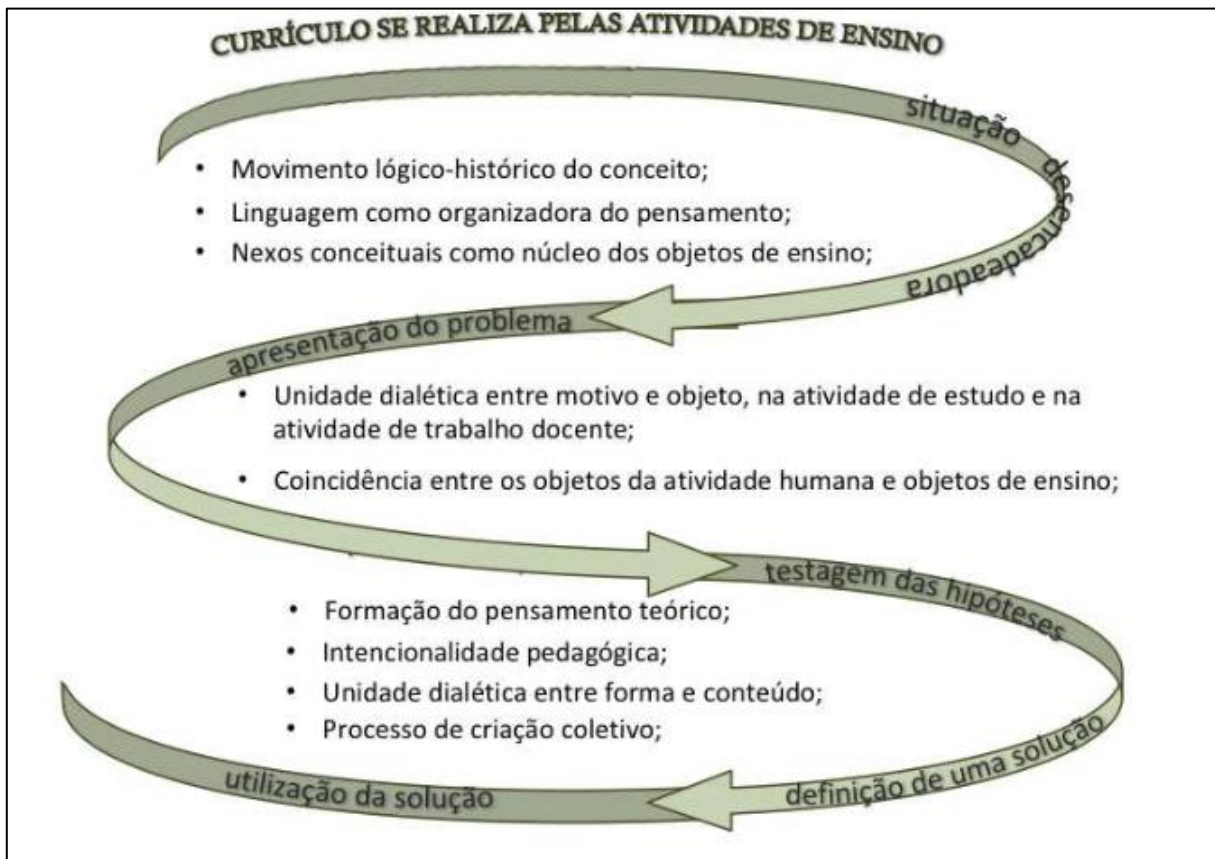 CURRÍCULO SE REALIZA PELAS ATIVIDADES DE ENSINO
situação desencadeadora
• Movimento lógico-histórico do conceito;
• Linguagem como organizadora do pensamento;
• Nexos conceituais como núcleo dos objetos de ensino;
apresentação do problema
• Unidade dialética entre motivo e objeto, na atividade de estudo e na
atividade de trabalho docente;
• Coincidência entre os objetos da atividade humana e objetos de ensino;
testagem das hipóteses
• Formação do pensamento teórico;
• Intencionalidade pedagógica;
• Unidade dialética entre forma e conteúdo;
• Processo de criação coletivo;
definição de uma solução
utilização da solução